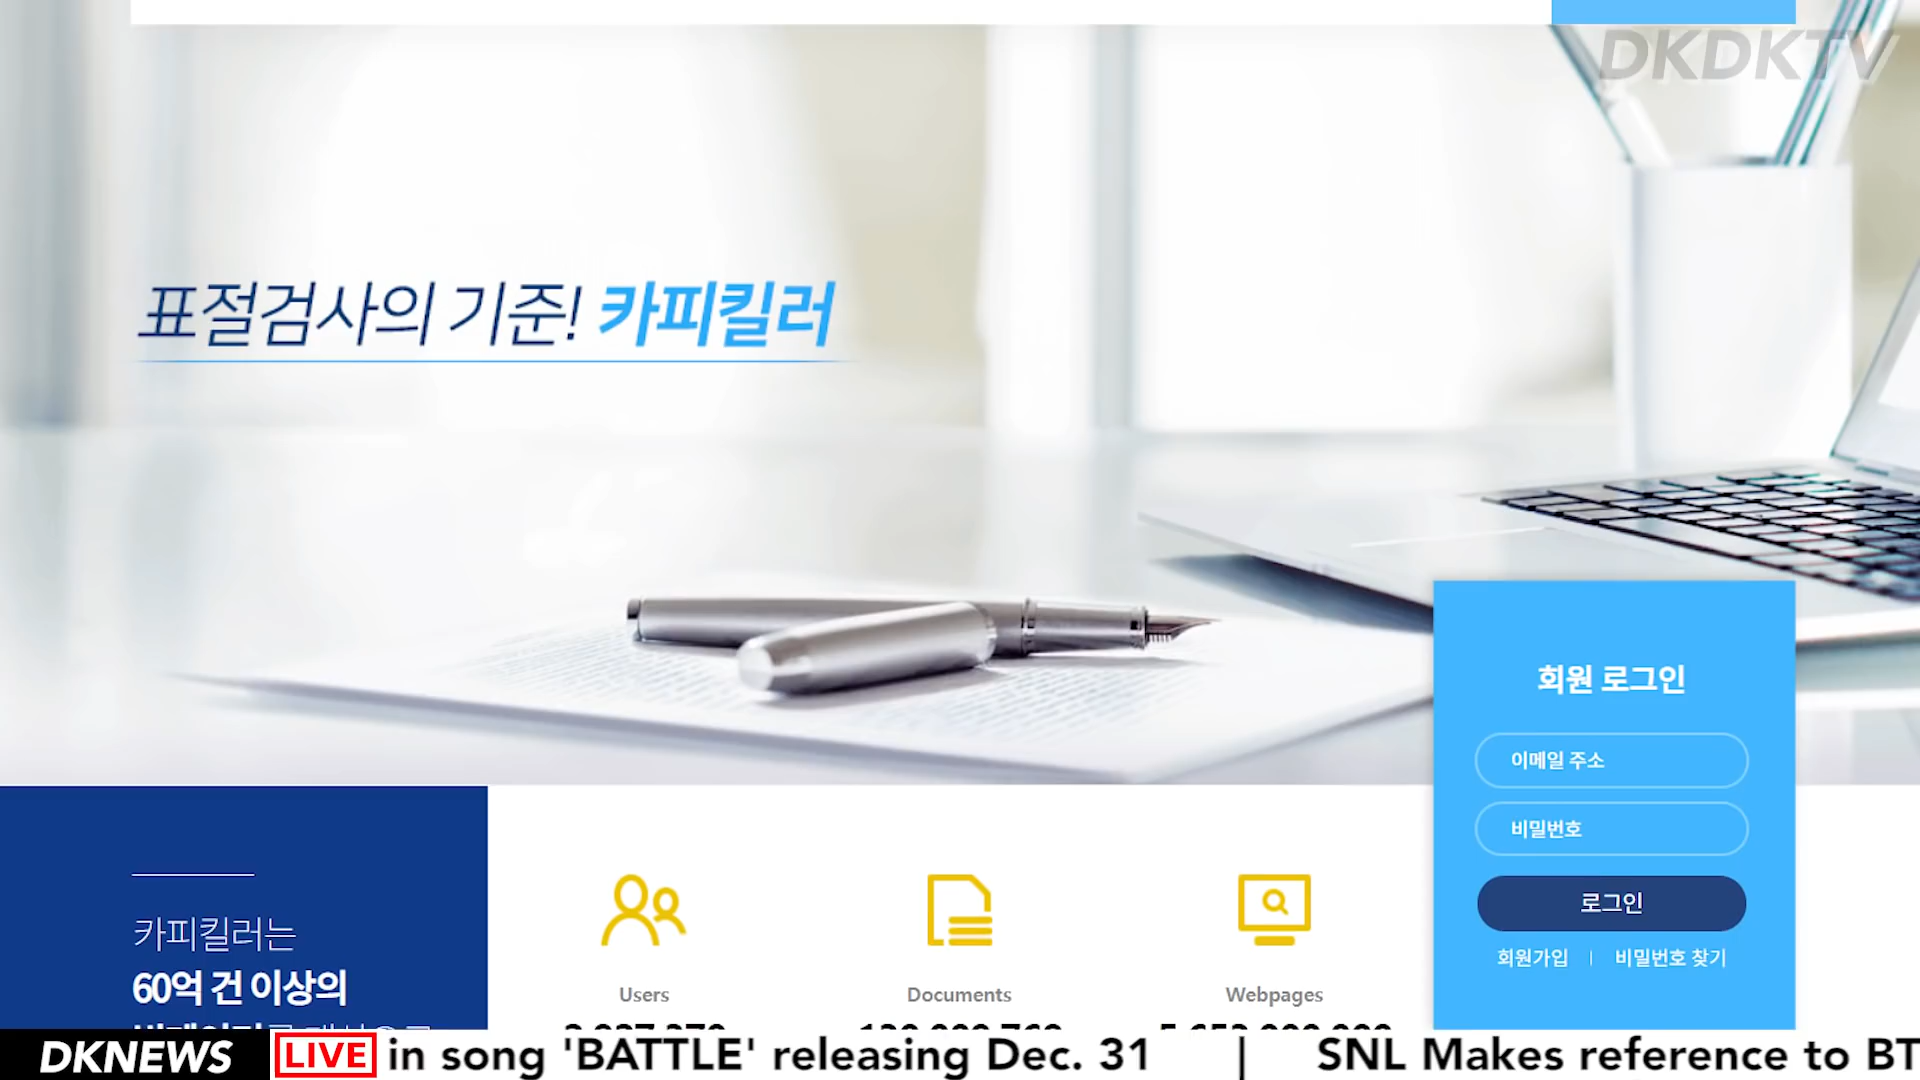 DKDKTV
표절검사의 기준! 카피킬러
회원 로그인
이메일 주소
비밀번호
로그인
회원가입 | 비밀번호 찾기
카피킬러는
60억 건 이상의
Users
Documents
Webpages
DKNEWS LIVE in song 'BATTLE' releasing Dec. 31 | SNL Makes reference to BT